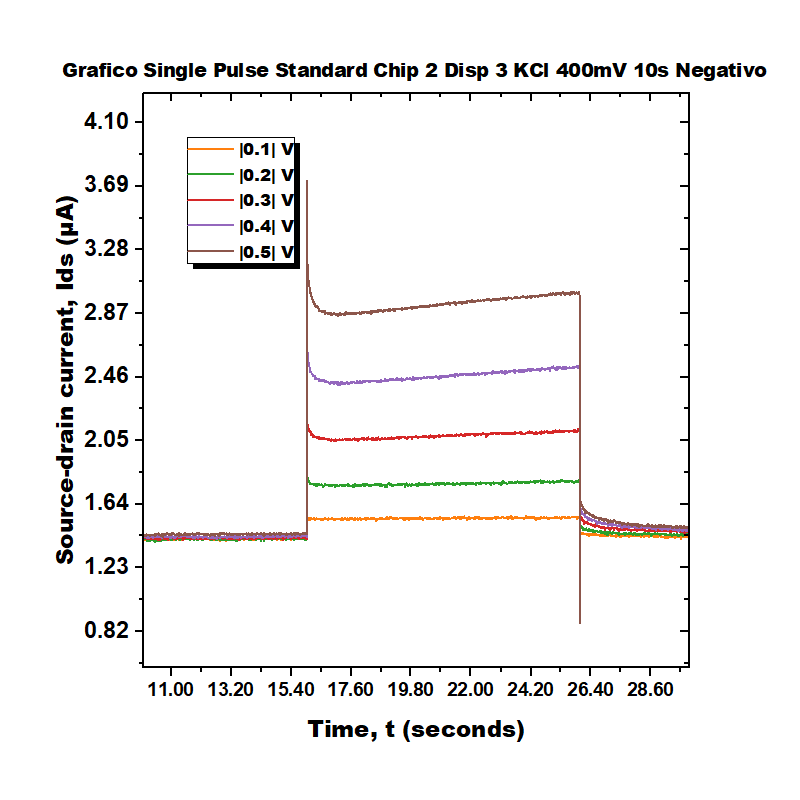 Grafico Single Pulse Standard Chip 2 Disp 3 KCl 400mV 10s Negativo
4.10
3.69
3.28
2.87
2.46
2.05
1.64
1.23
0.82
Source-drain current, Ids (μA)
|0.1| V
|0.2| V
|0.3| V
|0.4| V
|0.5| V
11.00 13.20 15.40 17.60 19.80 22.00 24.20 26.40 28.60
Time, t (seconds)